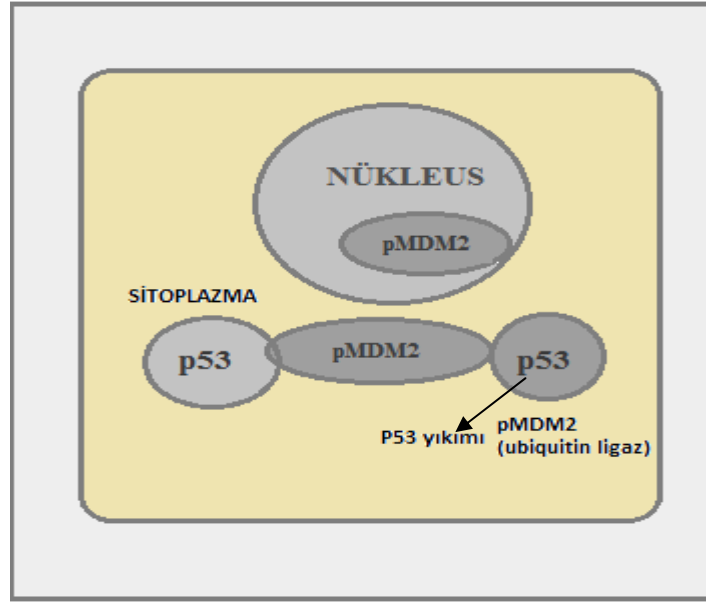 NÜKLEUS
pMDM2
SİTOPLAZMA
p53
pMDM2
p53
P53 yıkımı
pMDM2
(ubiquitin ligaz)